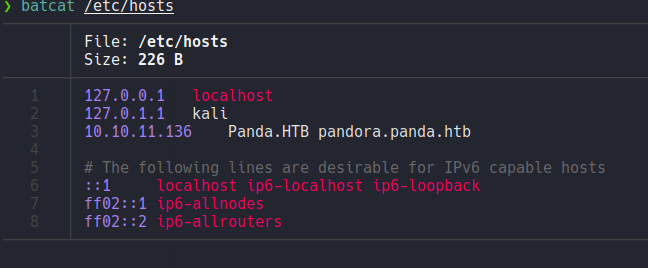 ❯ batcat /etc/hosts
File: /etc/hosts
Size: 226 B
1 127.0.0.1 localhost
2 127.0.1.1 kali
3 10.10.11.136 Panda.HTB pandora.panda.htb
4
5 # The following lines are desirable for IPv6 capable hosts
6 ::1 localhost ip6-localhost ip6-loopback
7 ff02::1 ip6-allnodes
8 ff02::2 ip6-allrouters